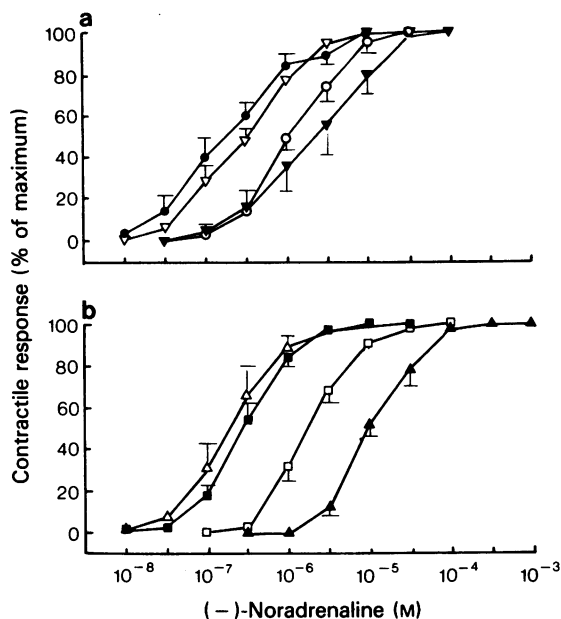 a
100
80
60
40
20
0
Contractile response (% of maximum)
b
100
80
60
40
20
0
10⁻⁸ 10⁻⁷ 10⁻⁶ 10⁻⁵ 10⁻⁴ 10⁻³
(−)-Noradrenaline (M)